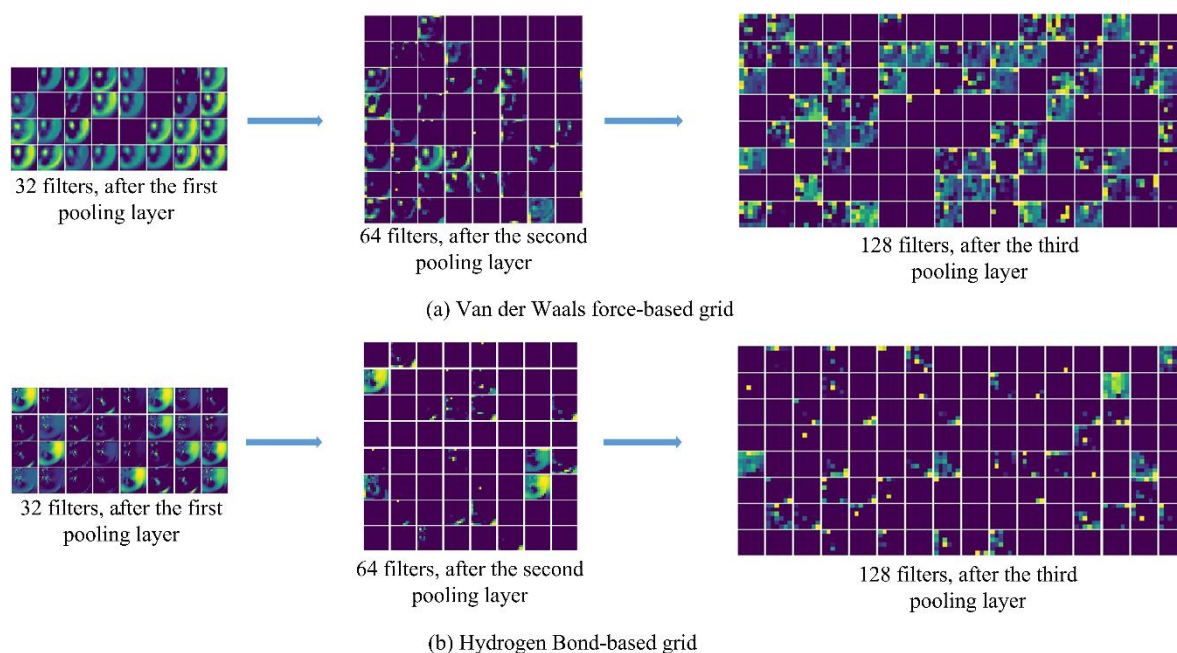 32 filters, after the first
pooling layer
64 filters, after the second
pooling layer
128 filters, after the third
pooling layer
(a) Van der Waals force-based grid
32 filters, after the first
pooling layer
64 filters, after the second
pooling layer
128 filters, after the third
pooling layer
(b) Hydrogen Bond-based grid